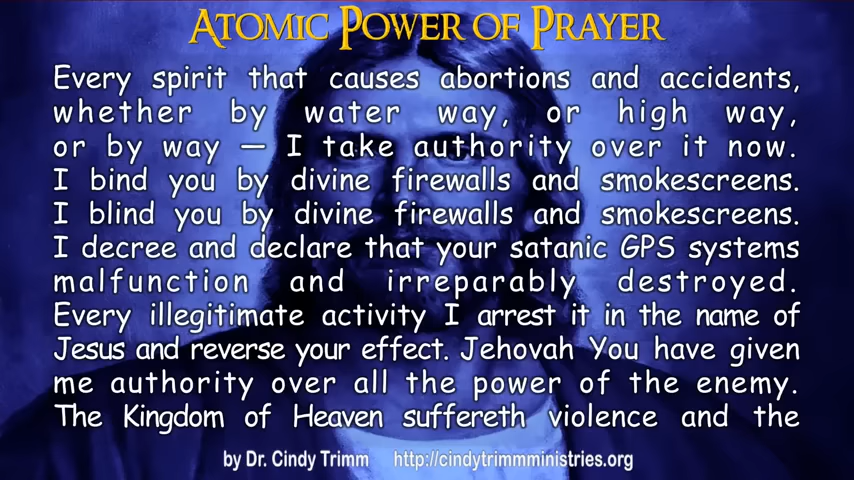 Atomic Power of Prayer
Every spirit that causes abortions and accidents,
whether by water way, or high way,
or by way — I take authority over it now.
I bind you by divine firewalls and smokescreens.
I blind you by divine firewalls and smokescreens.
I decree and declare that your satanic GPS systems
malfunction and irreparably destroyed.
Every illegitimate activity I arrest it in the name of
Jesus and reverse your effect. Jehovah You have given
me authority over all the power of the enemy.
The Kingdom of Heaven suffereth violence and the
by Dr. Cindy Trimm http://cindytrimmministries.org